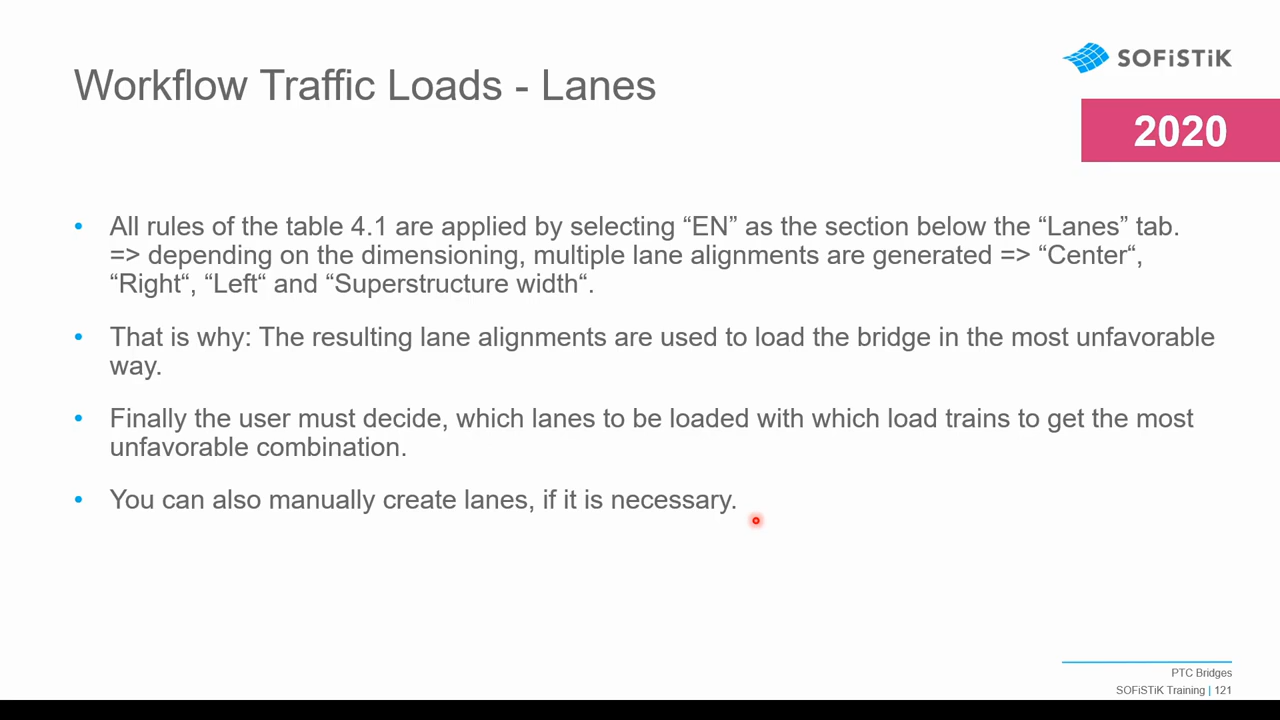 Workflow Traffic Loads - Lanes
SOFiSTiK
2020
• All rules of the table 4.1 are applied by selecting “EN” as the section below the “Lanes” tab.
=> depending on the dimensioning, multiple lane alignments are generated => “Center“,
“Right“, “Left“ and “Superstructure width“.
• That is why: The resulting lane alignments are used to load the bridge in the most unfavorable
way.
• Finally the user must decide, which lanes to be loaded with which load trains to get the most
unfavorable combination.
• You can also manually create lanes, if it is necessary.
PTC Bridges
SOFiSTiK Training | 121